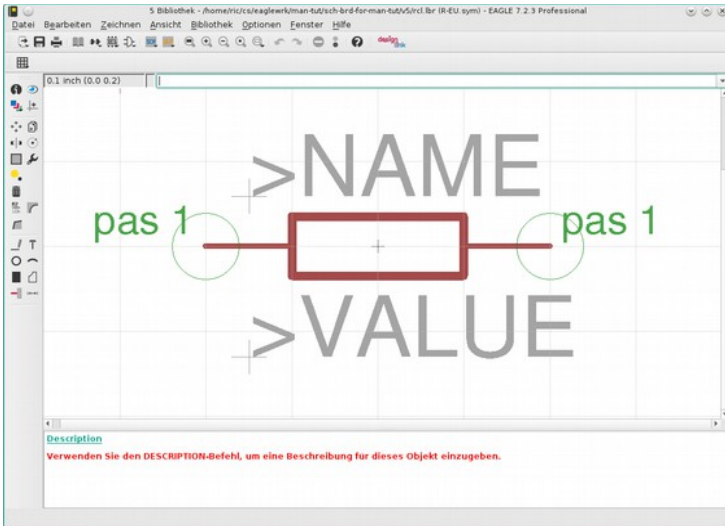 5 Bibliothek - /home/ric/cs/eaglewrk/man-tut/sch-brd-for-man-tut/v5/rcl.lbr (R-EU.sym) - EAGLE 7.2.3 Professional
Datei Bearbeiten Zeichnen Ansicht Bibliothek Optionen Fenster Hilfe
design link
0.1 inch (0.0 0.2)
>NAME
pas 1 pas 1
>VALUE
Description
Verwenden Sie den DESCRIPTION-Befehl, um eine Beschreibung für dieses Objekt einzugeben.